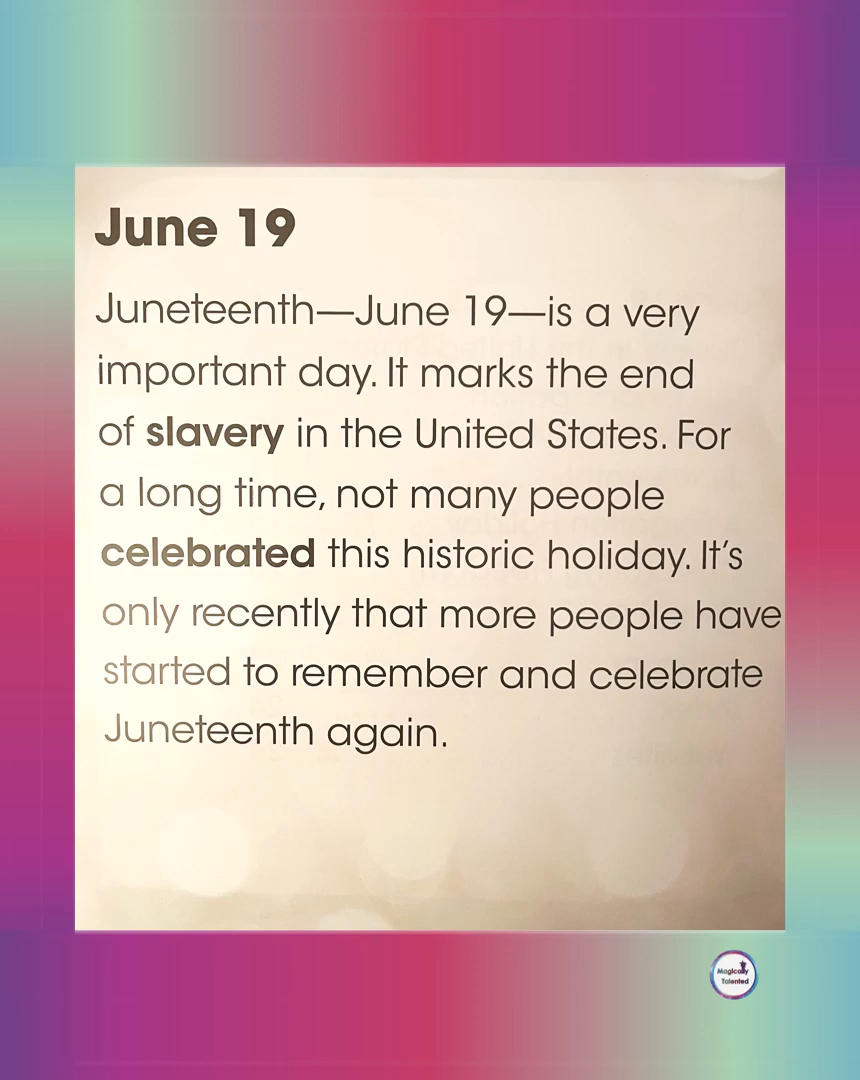 June 19
Juneteenth—June 19—is a very
important day. It marks the end
of slavery in the United States. For
a long time, not many people
celebrated this historic holiday. It's
only recently that more people have
started to remember and celebrate
Juneteenth again.
Magically
Talented